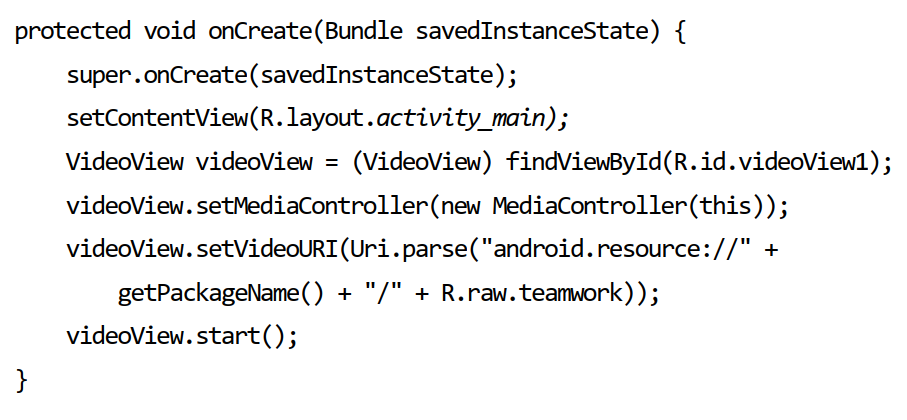 protected void onCreate(Bundle savedInstanceState) {
super.onCreate(savedInstanceState);
setContentView(R.layout.activity_main);
VideoView videoView = (VideoView) findViewById(R.id.videoView1);
videoView.setMediaController(new MediaController(this));
videoView.setVideoURI(Uri.parse("android.resource://" +
getPackageName() + "/" + R.raw.teamwork));
videoView.start();
}